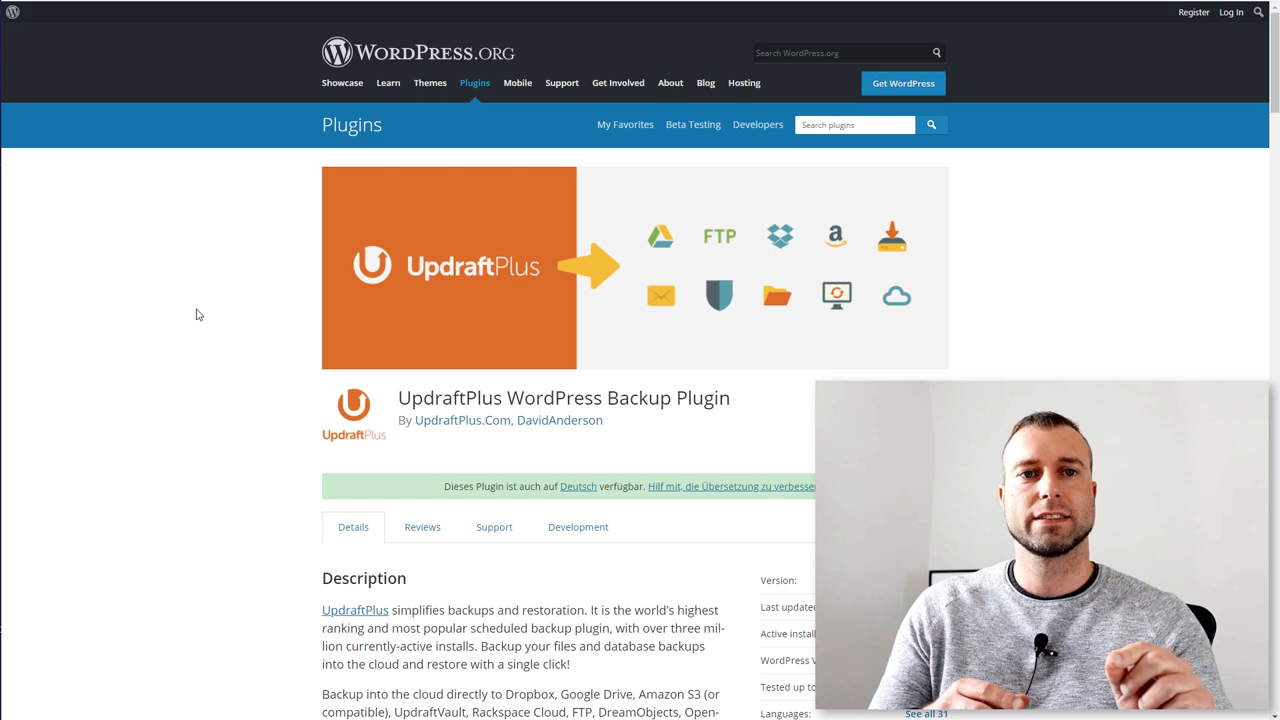 Register Log In
WORDPRESS.ORG
Search WordPress.org
Showcase Learn Themes Plugins Mobile Support Get Involved About Blog Hosting
Get WordPress
Plugins
My Favorites Beta Testing Developers
Search plugins
UpdraftPlus
FTP
a
UpdraftPlus
UpdraftPlus WordPress Backup Plugin
By UpdraftPlus.Com, DavidAnderson
Dieses Plugin ist auch auf Deutsch verfügbar. Hilf mit, die Übersetzung zu verbesse
Details Reviews Support Development
Description
UpdraftPlus simplifies backups and restoration. It is the world’s highest
ranking and most popular scheduled backup plugin, with over three mil-
lion currently-active installs. Backup your files and database backups
into the cloud and restore with a single click!
Backup into the cloud directly to Dropbox, Google Drive, Amazon S3 (or
compatible), UpdraftVault, Rackspace Cloud, FTP, DreamObjects, Open-
Version:
Last update
Active install
WordPress V
Tested up to
Languages: See all 31